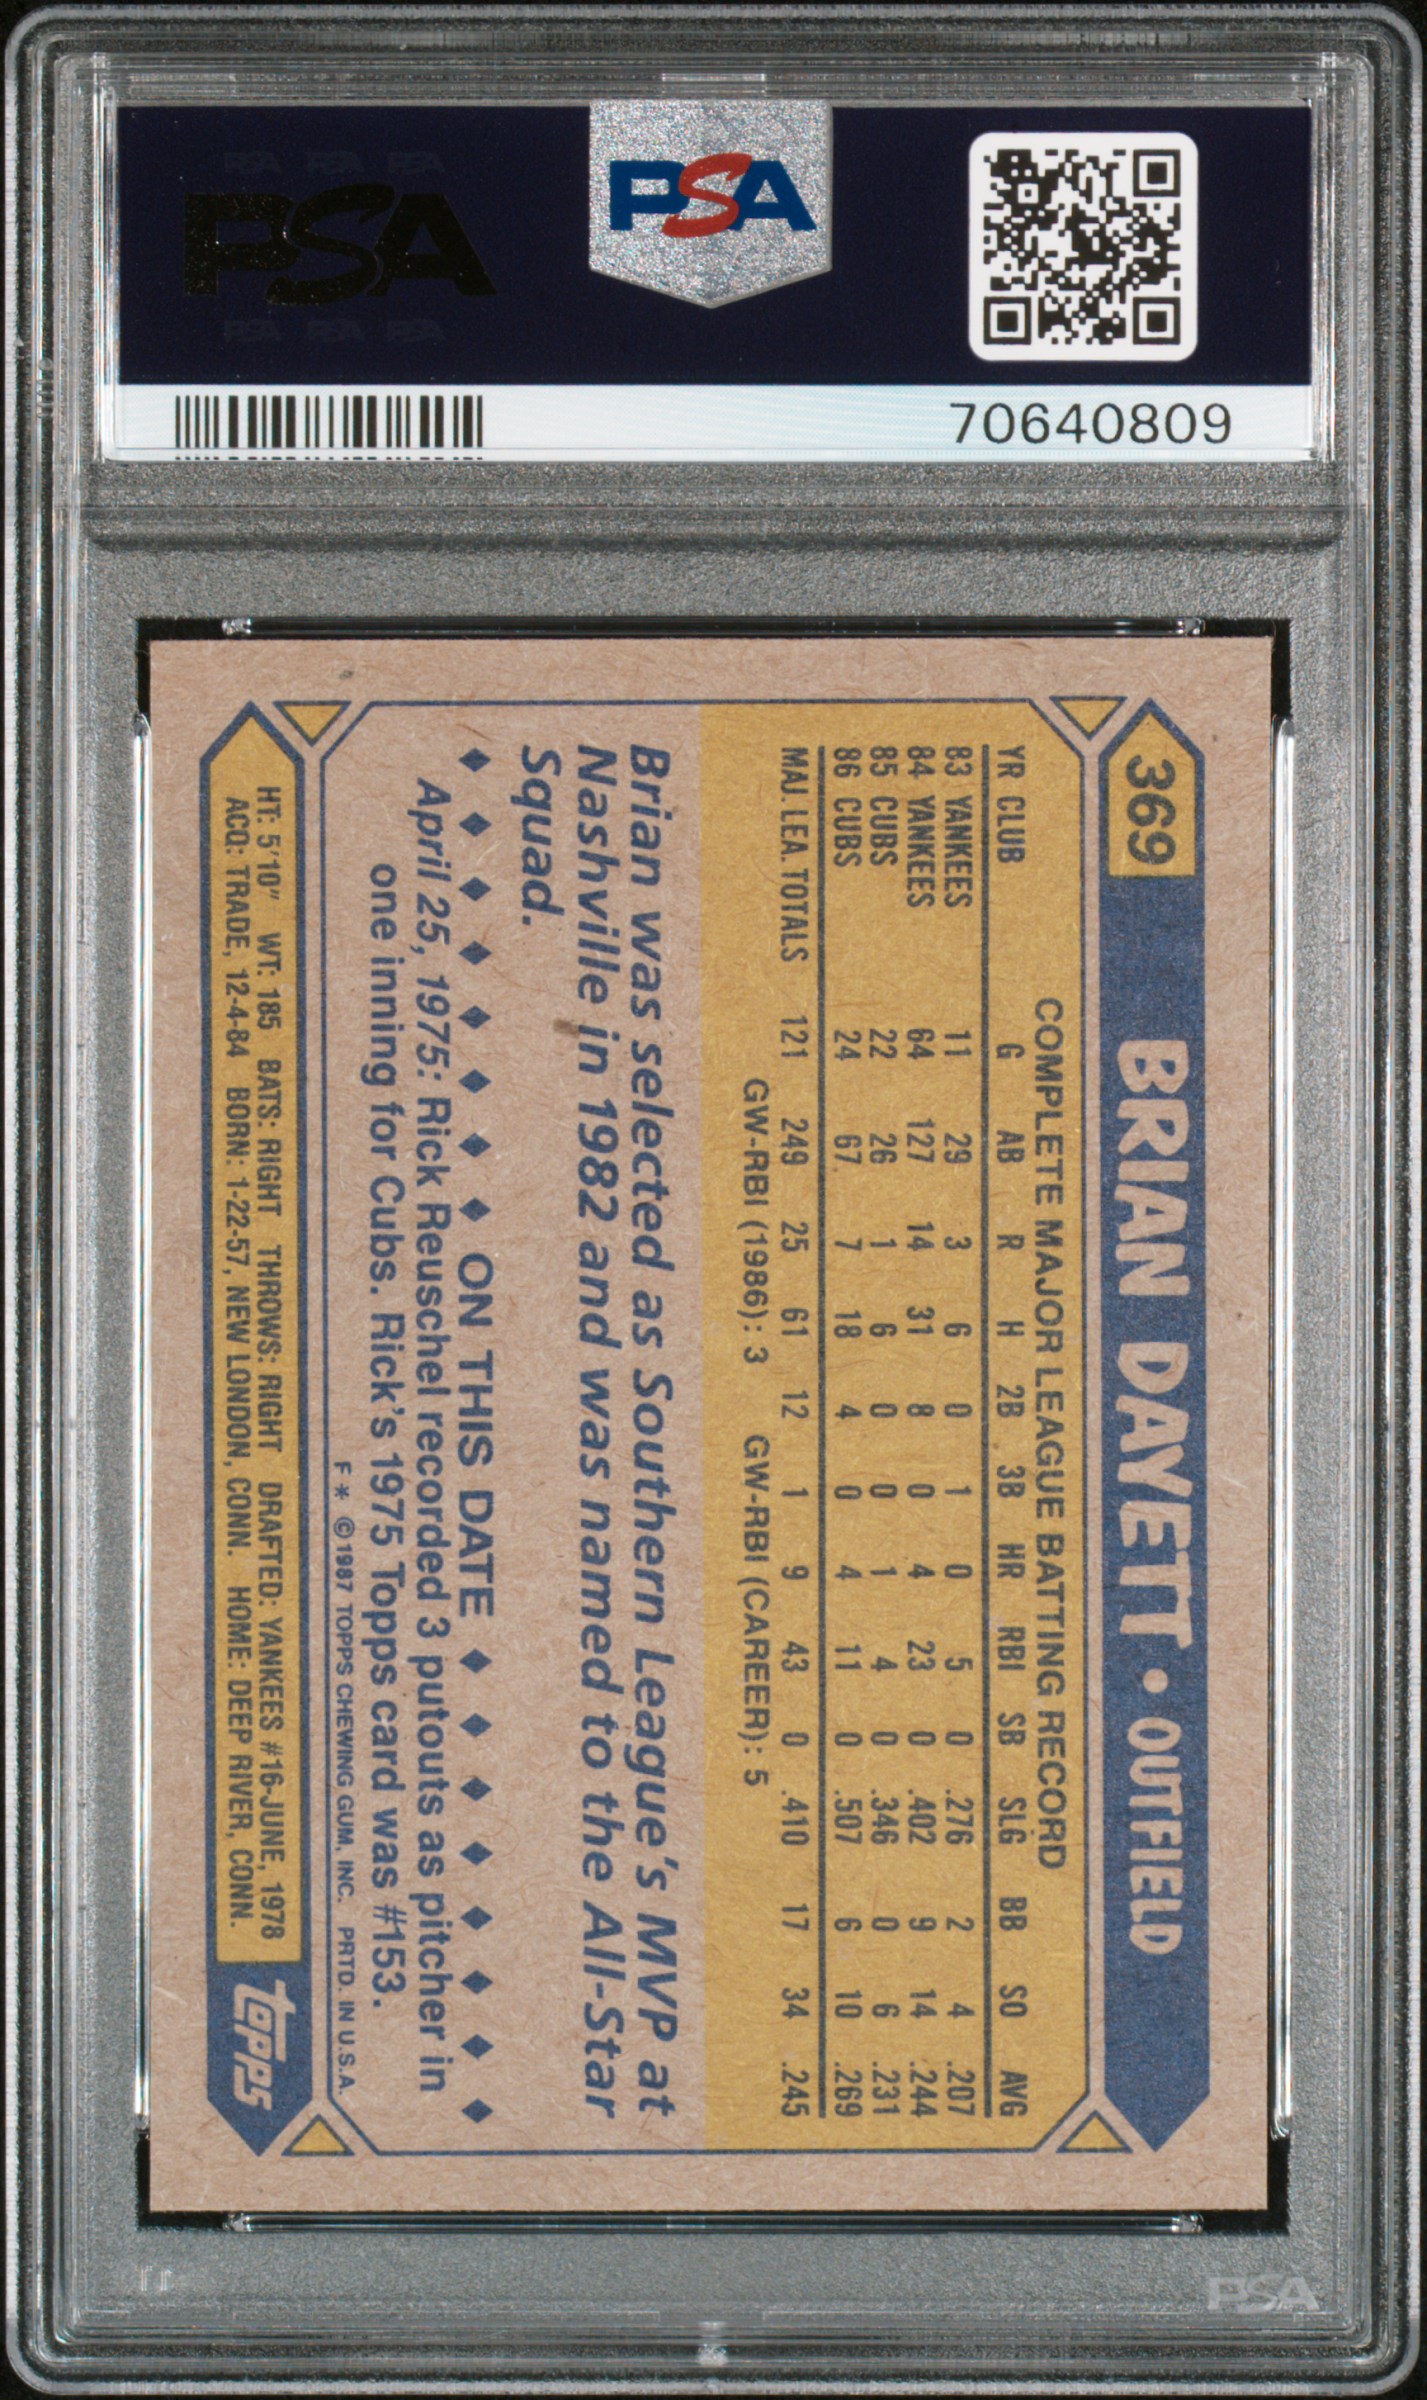 PSA PSA PSA
PSA
PSA PSA PSA
PSA
70640809
369 BRIAN DAYETT • OUTFIELD
COMPLETE MAJOR LEAGUE BATTING RECORD
YR CLUB G AB R H 2B 3B HR RBI SB SLG BB SO AVG
83 YANKEES 11 29 3 6 0 1 0 5 0 .276 2 4 .207
84 YANKEES 64 127 14 31 8 0 4 23 0 .402 9 14 .244
85 CUBS 22 26 1 6 0 0 1 4 0 .346 0 6 .231
86 CUBS 24 67 7 18 4 0 4 11 0 .507 6 10 .269
MAJ. LEA. TOTALS 121 249 25 61 12 1 9 43 0 .410 17 34 .245
GW-RBI (1986): 3 GW-RBI (CAREER): 5
Brian was selected as Southern League's MVP at
Nashville in 1982 and was named to the All-Star
Squad.
◆ ◆ ◆ ◆ ◆ ◆ ◆ ◆ ON THIS DATE ◆ ◆ ◆ ◆ ◆ ◆ ◆ ◆
April 25, 1975: Rick Reuschel recorded 3 putouts as pitcher in
one inning for Cubs. Rick's 1975 Topps card was #153.
F * © 1987 TOPPS CHEWING GUM, INC. PRTD. IN U.S.A.
HT: 5'10" WT: 185 BATS: RIGHT THROWS: RIGHT DRAFTED: YANKEES #16-JUNE, 1978
ACQ: TRADE, 12-4-84 BORN: 1-22-57, NEW LONDON, CONN. HOME: DEEP RIVER, CONN.
topps
PSA